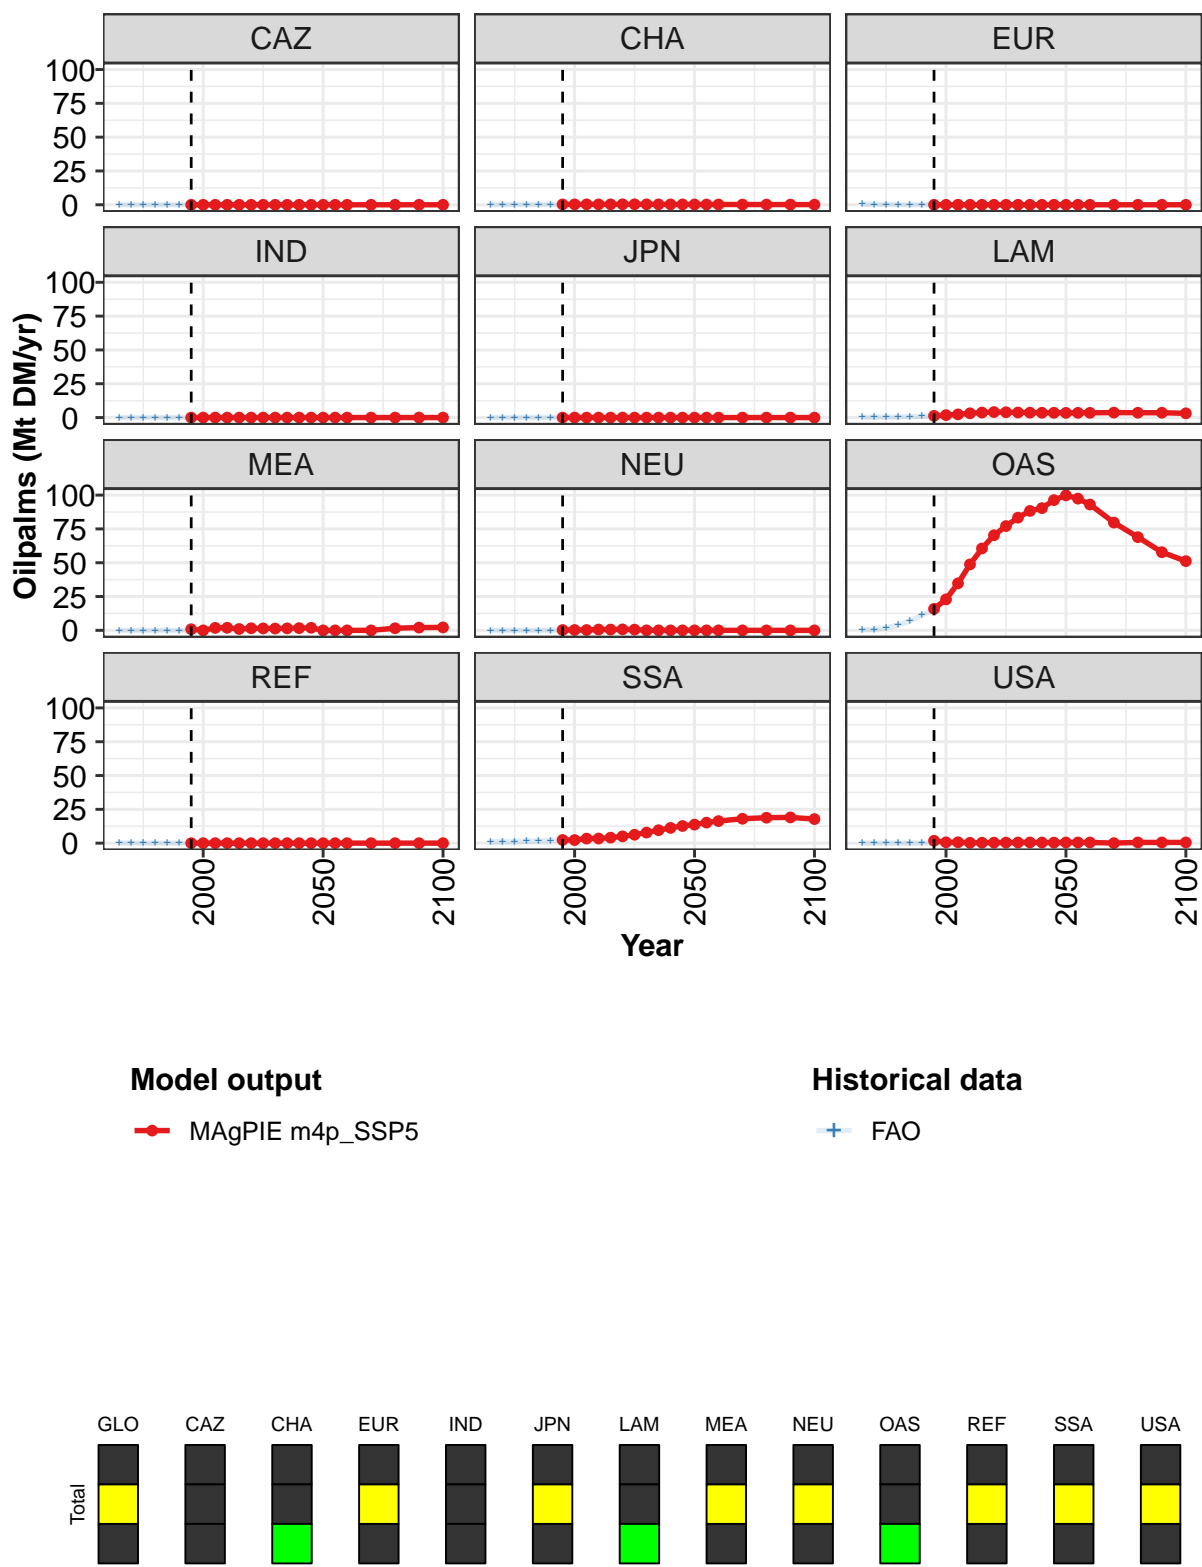 CAZ CHA EUR
100
75
50
25
0
IND JPN LAM
100
75
50
25
0
MEA NEU OAS
100
75
50
25
0
REF SSA USA
100
75
50
25
0
Oilpalms (Mt DM/yr)
2000 2050 2100 2000 2050 2100 2000 2050 2100
Year
Model output Historical data
MAgPIE m4p_SSP5 FAO
GLO CAZ CHA EUR IND JPN LAM MEA NEU OAS REF SSA USA
Total